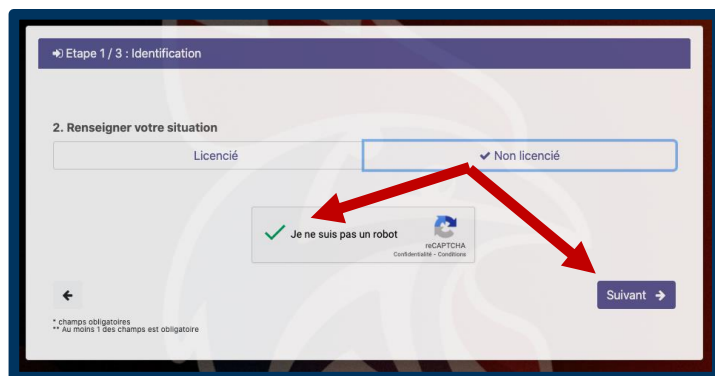 Etape 1 / 3 : Identification
2. Renseigner votre situation
Licencié
Non licencié
Je ne suis pas un robot
reCAPTCHA
Confidentialité - Conditions
Suivant
* champs obligatoires
** Au moins 1 des champs est obligatoire